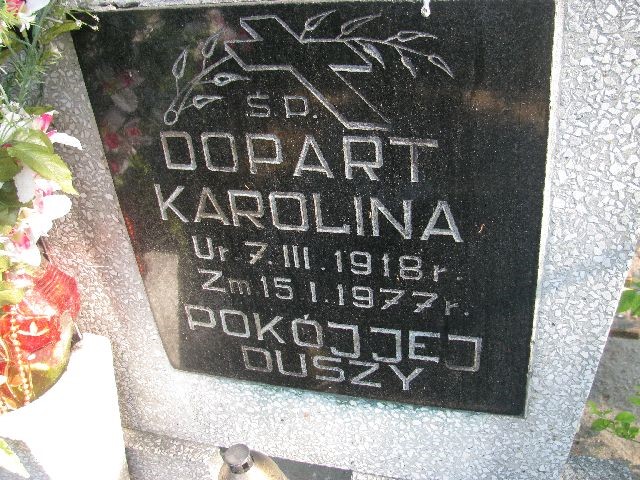 Ś.P.
DOPART
KAROLINA
Ur 7. III. 1918 r.
Zm 15 I. 1977 r.
POKÓJ JEJ
DUSZY